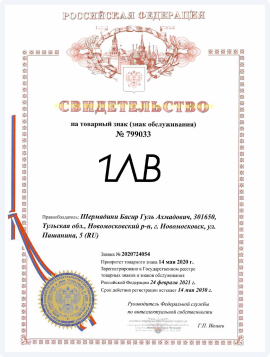 РОССИЙСКАЯ ФЕДЕРАЦИЯ
СВИДЕТЕЛЬСТВО
на товарный знак (знак обслуживания)
№ 799033
1ΛB
Правообладатель: Шермадини Басир Гуль Ахмадович, 301650,
Тульская обл., Новомосковский р-н, г. Новомосковск, ул.
Пашанина, 5 (RU)
Заявка № 2020724054
Приоритет товарного знака 14 мая 2020 г.
Зарегистрировано в Государственном реестре
товарных знаков и знаков обслуживания
Российской Федерации 24 февраля 2021 г.
Срок действия регистрации истекает 14 мая 2030 г.
Руководитель Федеральной службы
по интеллектуальной собственности
Г.П. Ивлиев